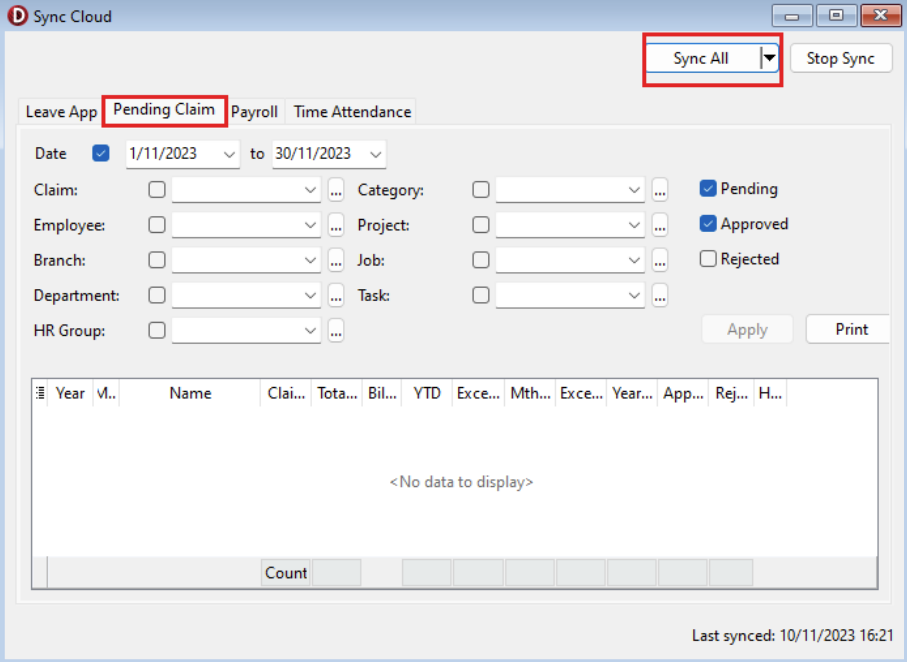 Sync Cloud
Sync All Stop Sync
Leave App Pending Claim Payroll Time Attendance
Date 1/11/2023 to 30/11/2023
Claim: ... Category: ... Pending
Employee: ... Project: ... Approved
Branch: ... Job: ... Rejected
Department: ... Task: ...
HR Group: ...
Apply Print
Year M... Name Clai... Tota... Bil... YTD Exce... Mth... Exce... Year... App... Rej... H...
<No data to display>
Count
Last synced: 10/11/2023 16:21